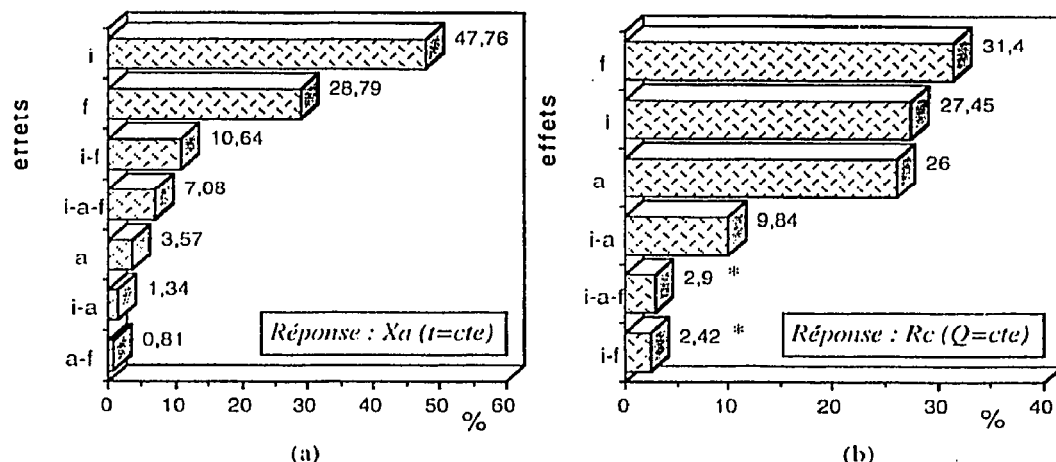 effets
i
47,76
f
28,79
i-f
10,64
i-a-f
7,08
a
3,57
i-a
1,34
a-f
0,81
Réponse : Xa (t=cte)
0 10 20 30 40 50 60
%
(a)
effets
f
31,4
i
27,45
a
26
i-a
9,84
i-a-f
2,9 *
i-f
2,42 *
Réponse : Rc (Q=cte)
0 10 20 30 40
%
(b)